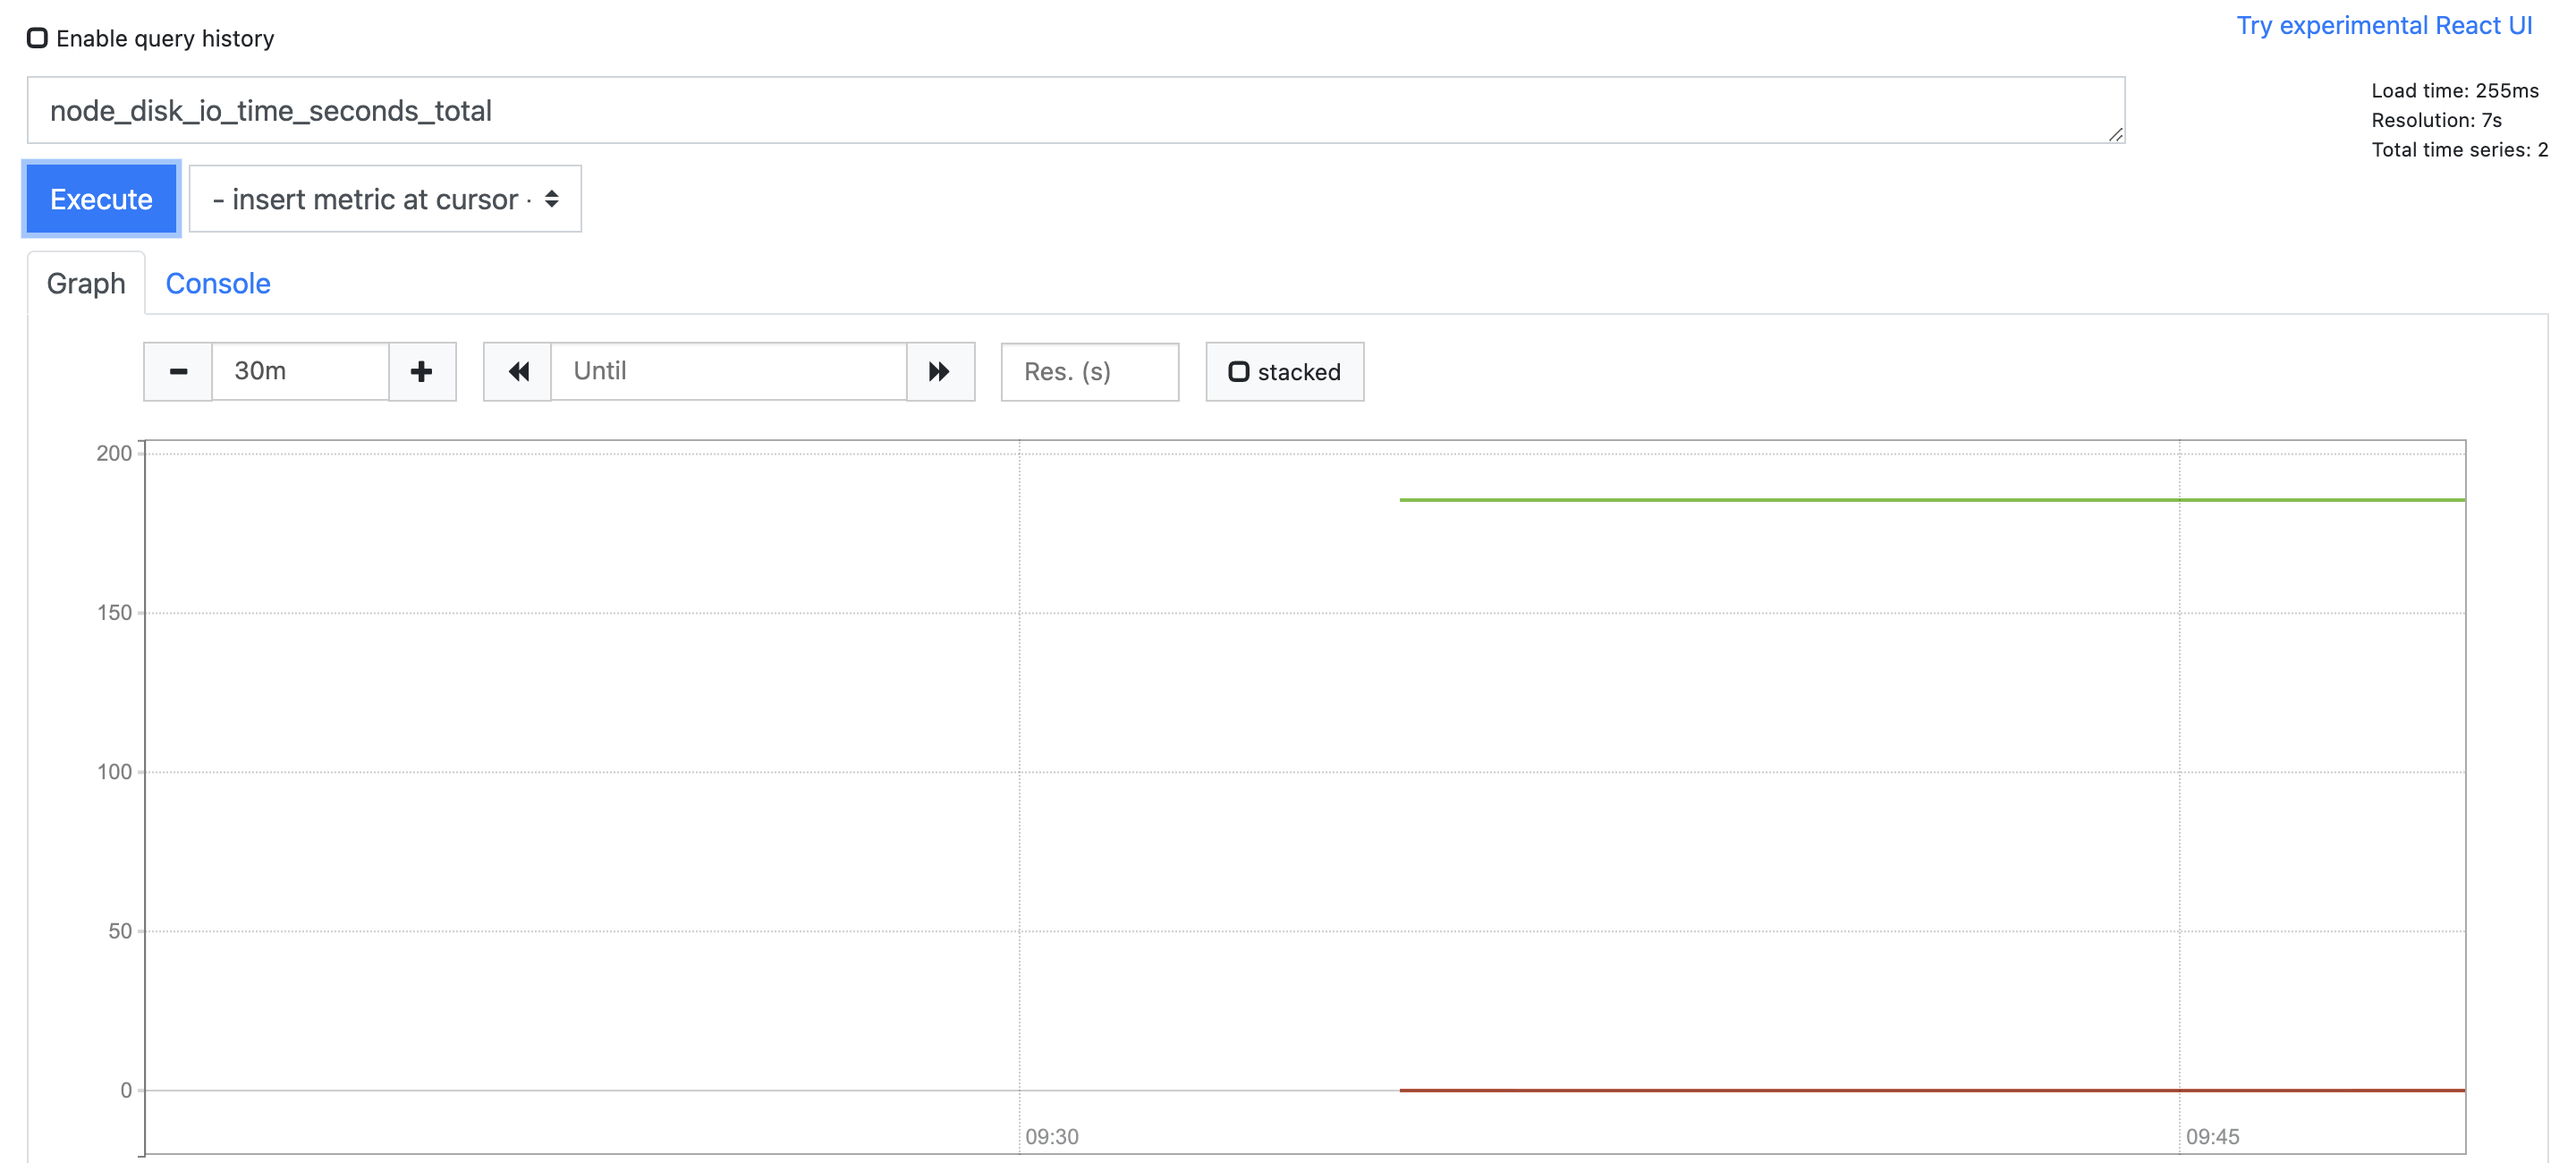 Enable query history
Try experimental React UI
node_disk_io_time_seconds_total
Load time: 255ms
Resolution: 7s
Total time series: 2
Execute
- insert metric at cursor -
Graph
Console
30m
Until
Res. (s)
stacked
200
150
100
50
0
09:30
09:45